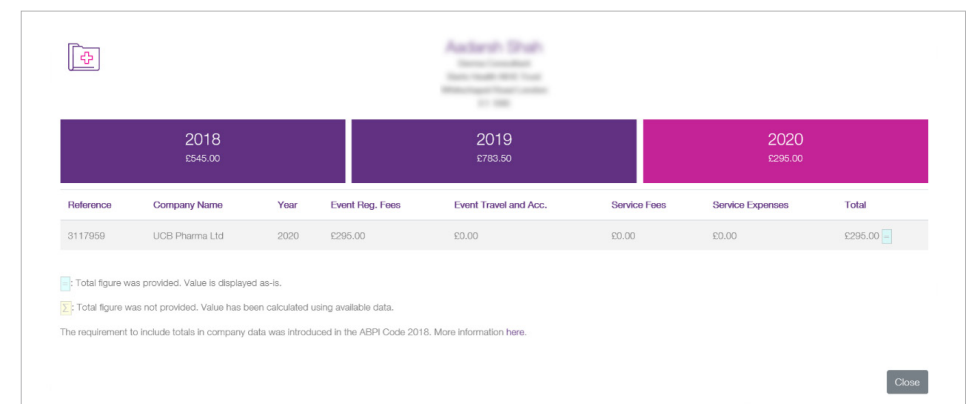 2018
£545.00
2019
£783.50
2020
£295.00
Reference Company Name Year Event Reg. Fees Event Travel and Acc. Service Fees Service Expenses Total
3117959 UCB Pharma Ltd 2020 £295.00 £0.00 £0.00 £0.00 £295.00 =
=: Total figure was provided. Value is displayed as-is.
∑: Total figure was not provided. Value has been calculated using available data.
The requirement to include totals in company data was introduced in the ABPI Code 2018. More information here.
Close